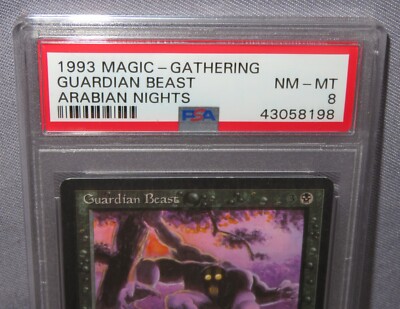 1993 MAGIC - GATHERING
GUARDIAN BEAST NM - MT
ARABIAN NIGHTS 8
PSA 43058198
Guardian Beast